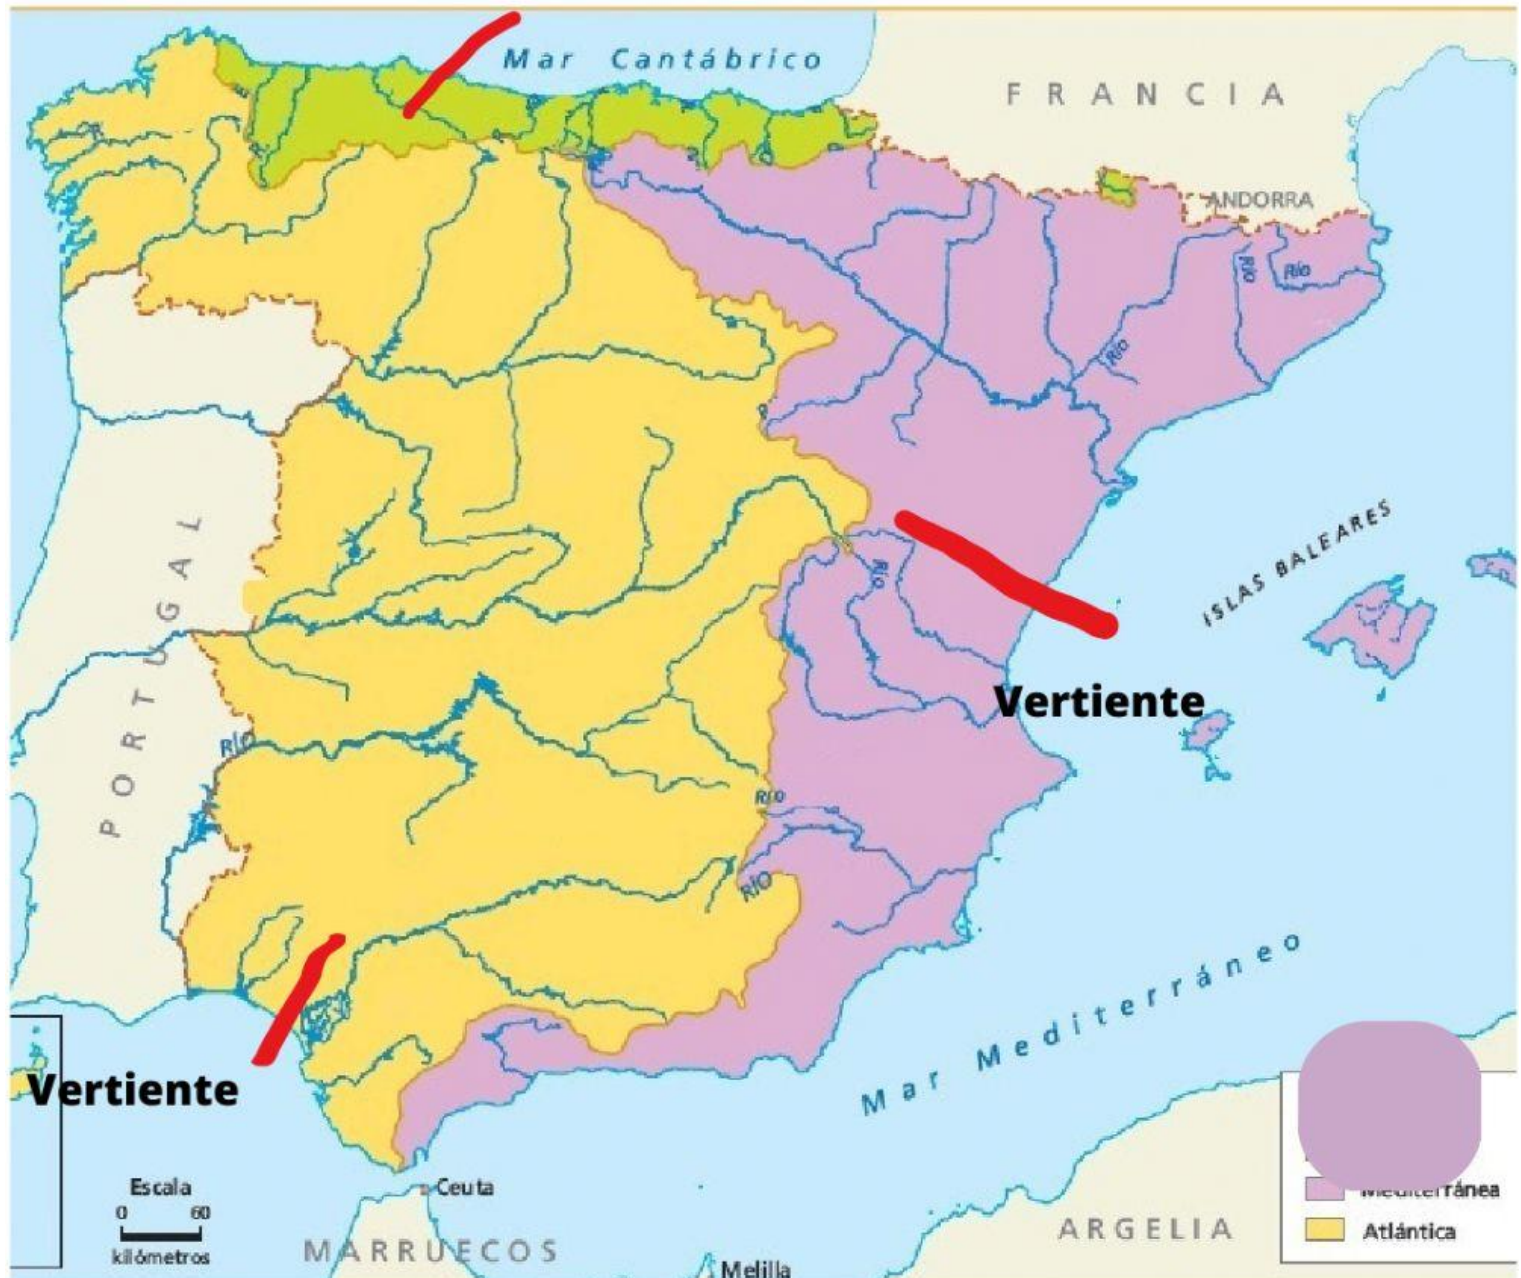 Mar Cantábrico
FRANCIA
ANDORRA
Río
Río
Río
PORTUGAL
ISLAS BALEARES
Río
Vertiente
RÍO
Río
RÍO
Mar Mediterráneo
Vertiente
Escala
0 60
kilómetros
Ceuta
MARRUECOS
Melilla
ARGELIA
Mediterránea
Atlántica